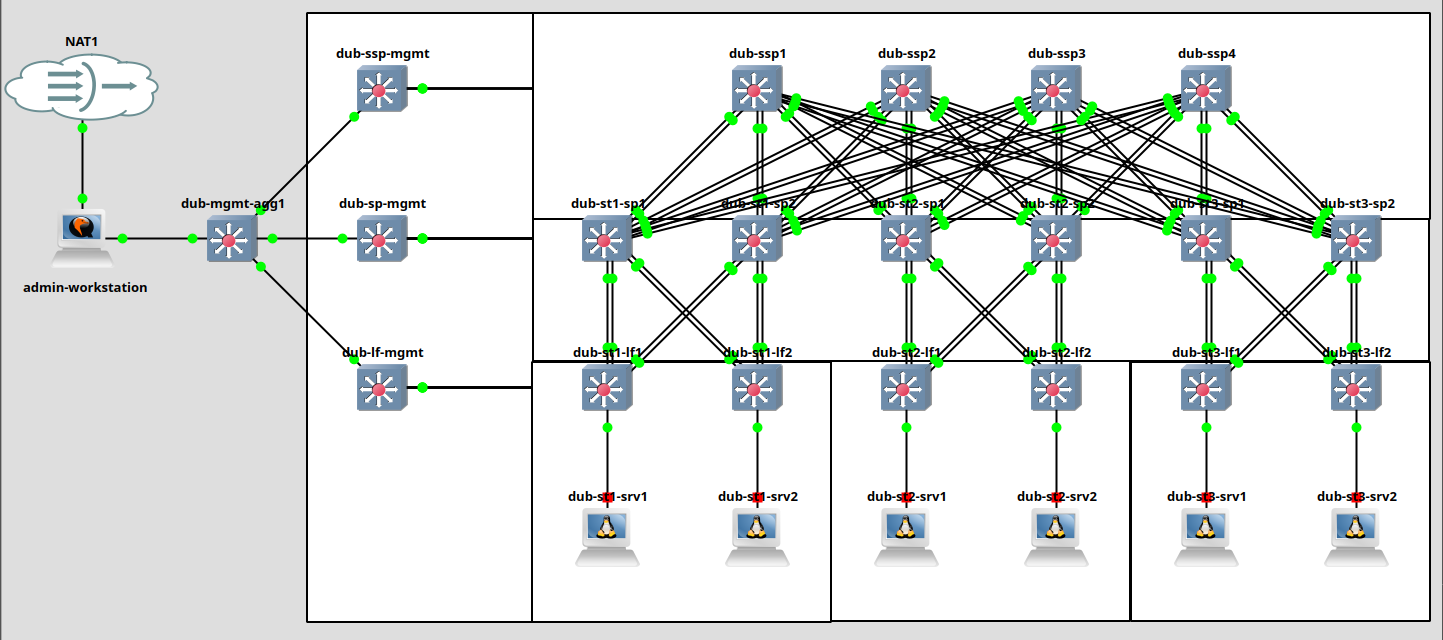 NAT1
dub-ssp-mgmt
dub-ssp1
dub-ssp2
dub-ssp3
dub-ssp4
dub-mgmt-agg1
dub-sp-mgmt
dub-st1-sp1
dub-st1-sp2
dub-st2-sp1
dub-st2-sp2
dub-st3-sp1
dub-st3-sp2
admin-workstation
dub-lf-mgmt
dub-st1-lf1
dub-st1-lf2
dub-st2-lf1
dub-st2-lf2
dub-st3-lf1
dub-st3-lf2
dub-st1-srv1
dub-st1-srv2
dub-st2-srv1
dub-st2-srv2
dub-st3-srv1
dub-st3-srv2